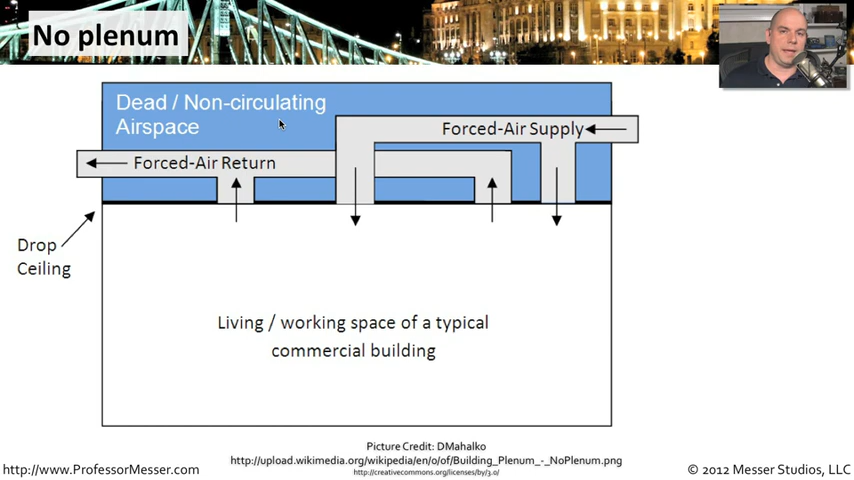 No plenum
Dead / Non-circulating
Airspace
Forced-Air Supply
Forced-Air Return
Drop
Ceiling
Living / working space of a typical
commercial building
Picture Credit: DMahalko
http://upload.wikimedia.org/wikipedia/en/0/0f/Building_Plenum_-_NoPlenum.png
http://creativecommons.org/licenses/by/3.0/
http://www.ProfessorMesser.com
© 2012 Messer Studios, LLC